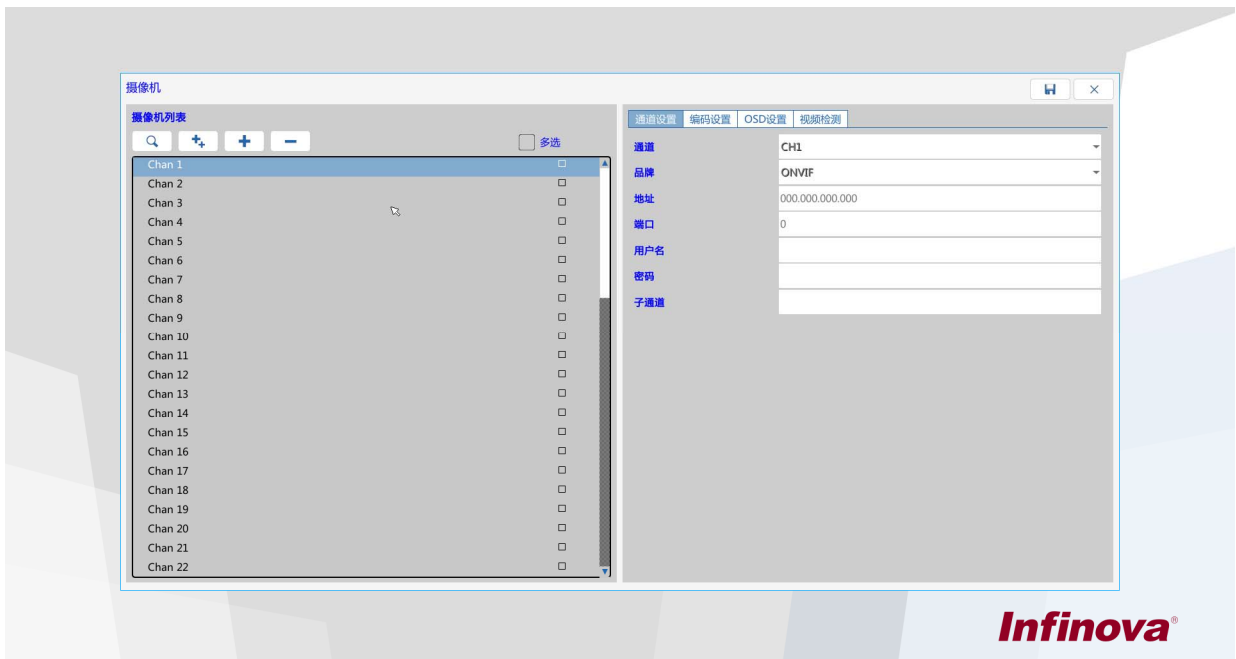 摄像机
摄像机列表
多选
Chan 1
Chan 2
Chan 3
Chan 4
Chan 5
Chan 6
Chan 7
Chan 8
Chan 9
Chan 10
Chan 11
Chan 12
Chan 13
Chan 14
Chan 15
Chan 16
Chan 17
Chan 18
Chan 19
Chan 20
Chan 21
Chan 22
通道设置 编码设置 OSD设置 视频检测
通道 CH1
品牌 ONVIF
地址 000.000.000.000
端口 0
用户名
密码
子通道
Infinova®